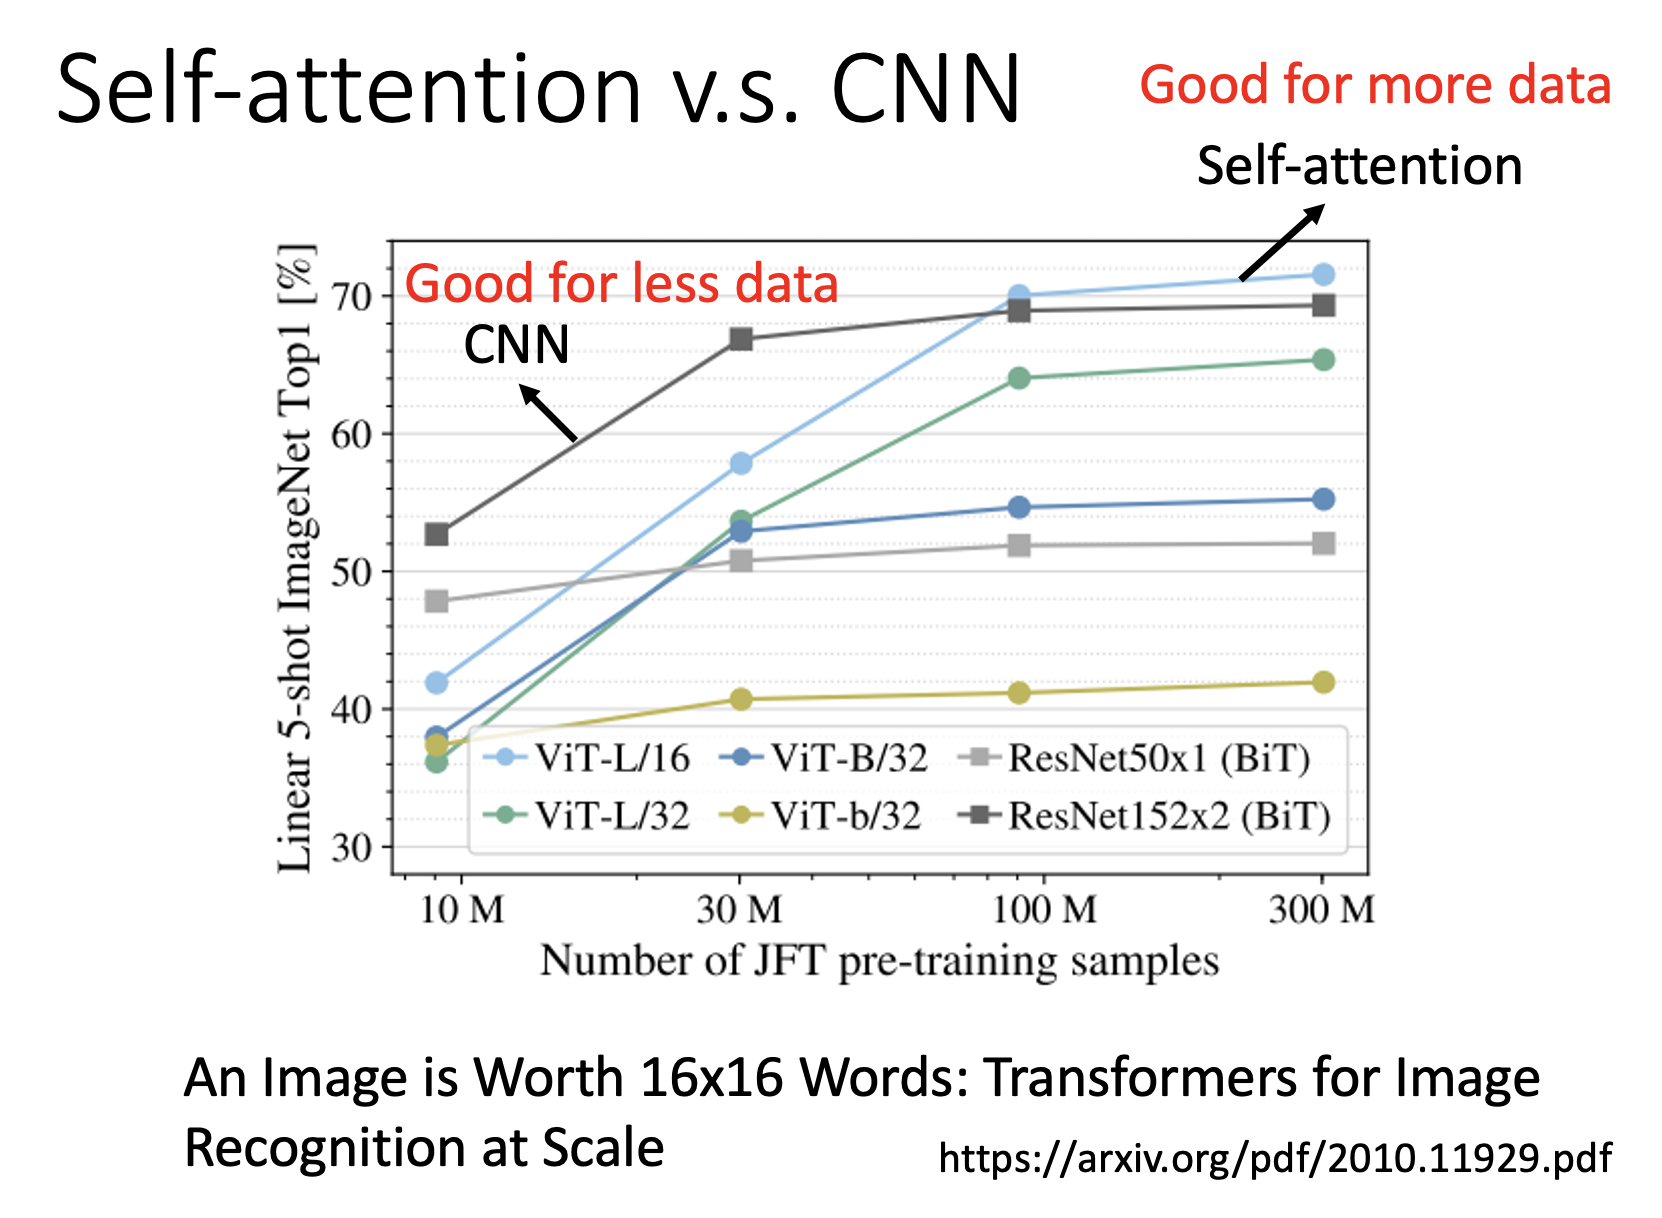 Self-attention v.s. CNN
Good for more data
Self-attention
Good for less data
CNN
Linear 5-shot ImageNet Top1 [%]
70
60
50
40
30
ViT-L/16
ViT-B/32
ResNet50x1 (BiT)
ViT-L/32
ViT-b/32
ResNet152x2 (BiT)
10 M
30 M
100 M
300 M
Number of JFT pre-training samples
An Image is Worth 16x16 Words: Transformers for Image
Recognition at Scale
https://arxiv.org/pdf/2010.11929.pdf